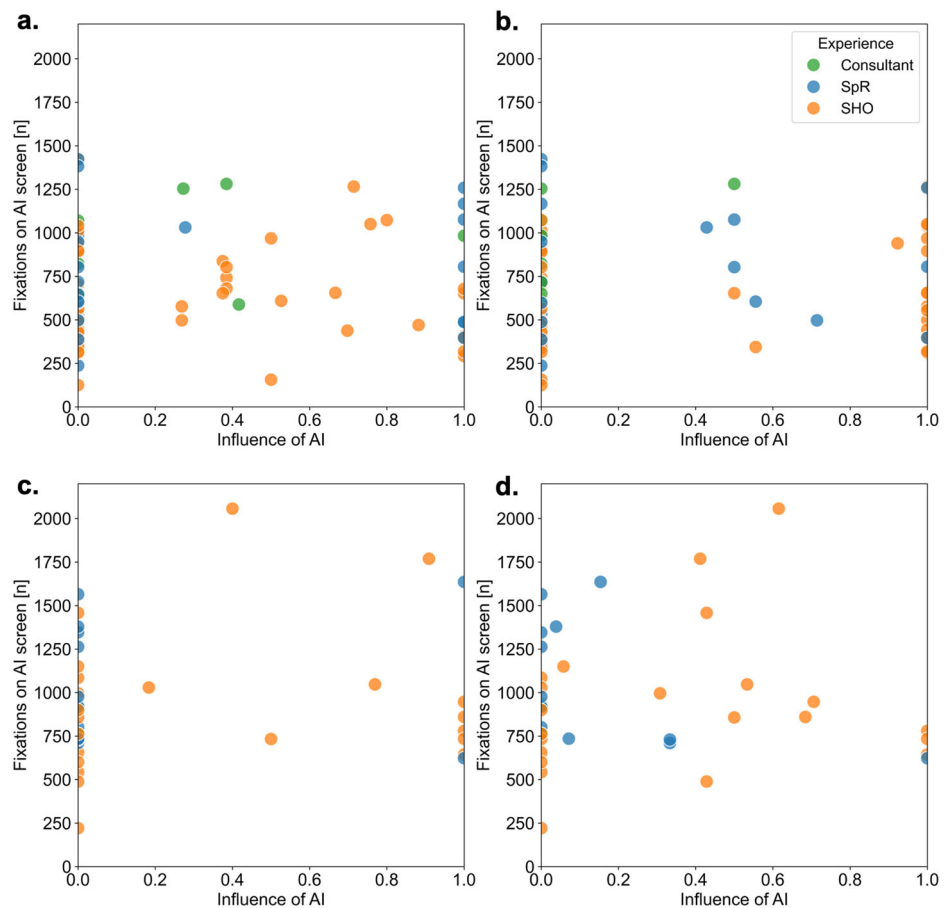 a.
Fixations on AI screen [n]
2000
1750
1500
1250
1000
750
500
250
0
0.0 0.2 0.4 0.6 0.8 1.0
Influence of AI
b.
Experience
Consultant
SpR
SHO
Fixations on AI screen [n]
2000
1750
1500
1250
1000
750
500
250
0
0.0 0.2 0.4 0.6 0.8 1.0
Influence of AI
c.
Fixations on AI screen [n]
2000
1750
1500
1250
1000
750
500
250
0
0.0 0.2 0.4 0.6 0.8 1.0
Influence of AI
d.
Fixations on AI screen [n]
2000
1750
1500
1250
1000
750
500
250
0
0.0 0.2 0.4 0.6 0.8 1.0
Influence of AI